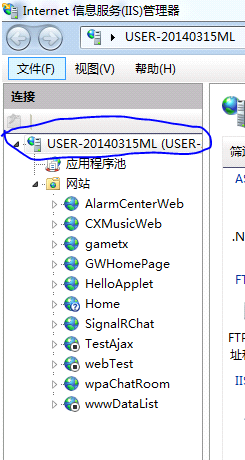 Internet 信息服务(IIS)管理器
USER-20140315ML
文件(F) 视图(V) 帮助(H)
连接
USER-20140315ML (USER-
应用程序池
网站
AlarmCenterWeb
CXMusicWeb
gametx
GWHomePage
HelloApplet
Home
SignalRChat
TestAjax
webTest
wpaChatRoom
wwwDataList
筛
AS
.N
FTP
址和
IIS